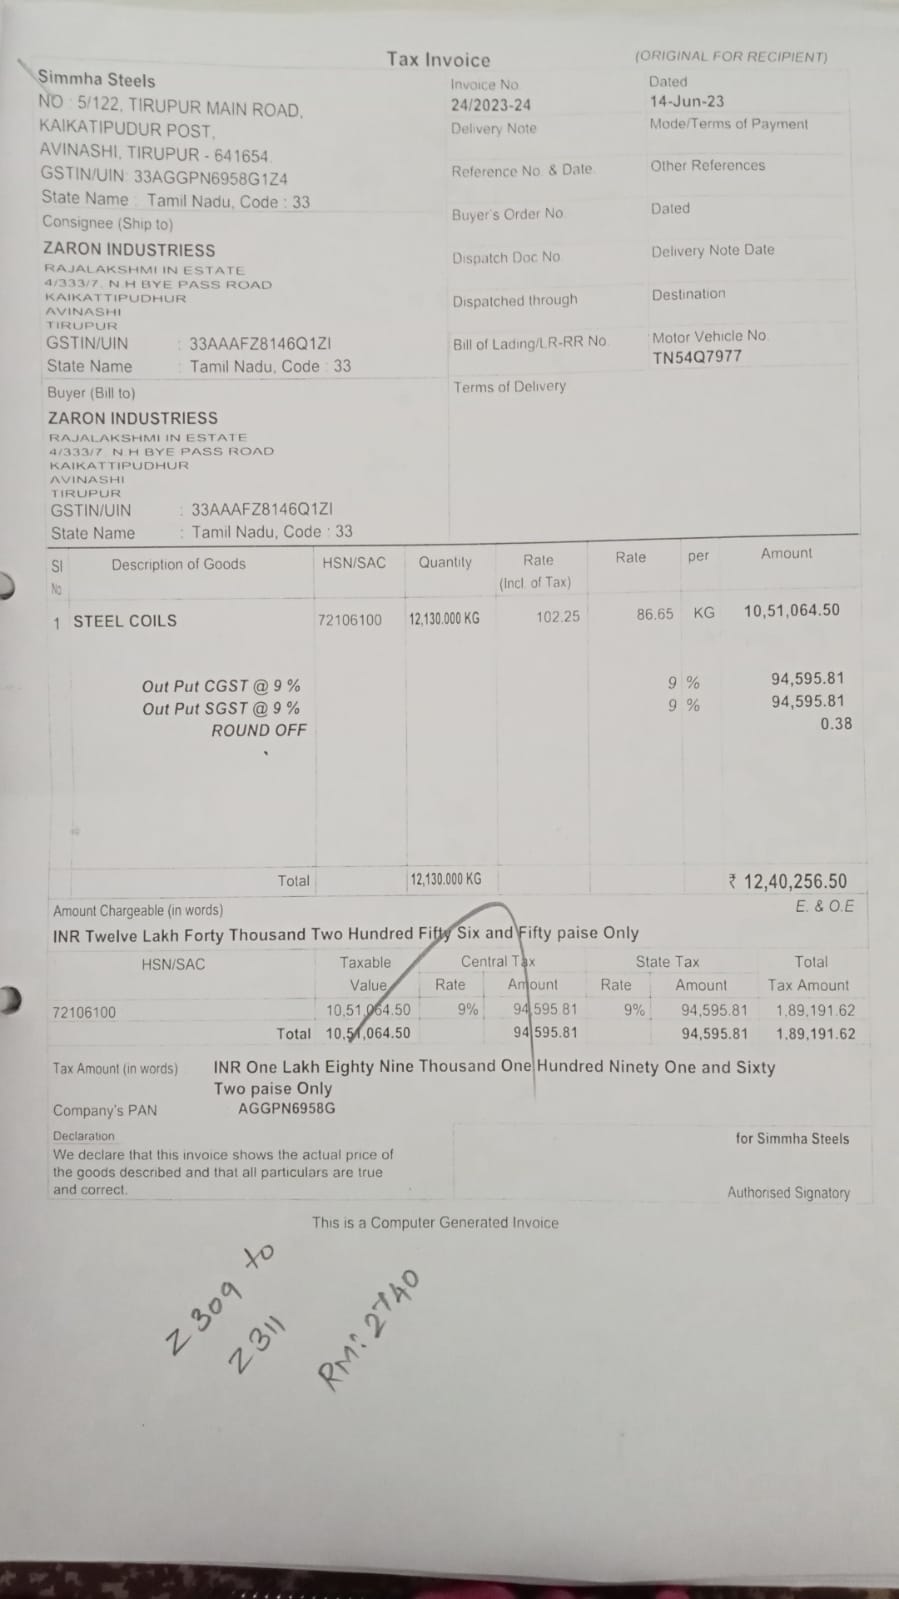 Tax Invoice
(ORIGINAL FOR RECIPIENT)
Simmha Steels
NO : 5/122, TIRUPUR MAIN ROAD,
KAIKATIPUDUR POST,
AVINASHI, TIRUPUR - 641654.
GSTIN/UIN: 33AGGPN6958G1Z4
State Name : Tamil Nadu, Code : 33
Invoice No.
24/2023-24
Dated
14-Jun-23
Delivery Note
Mode/Terms of Payment
Reference No. & Date.
Other References
Buyer's Order No.
Dated
Dispatch Doc No.
Delivery Note Date
Dispatched through
Destination
Bill of Lading/LR-RR No.
Motor Vehicle No.
TN54Q7977
Terms of Delivery
Consignee (Ship to)
ZARON INDUSTRIESS
RAJALAKSHMI IN ESTATE
4/333/7, N.H BYE PASS ROAD
KAIKATTIPUDHUR
AVINASHI
TIRUPUR
GSTIN/UIN : 33AAAFZ8146Q1ZI
State Name : Tamil Nadu, Code : 33
Buyer (Bill to)
ZARON INDUSTRIESS
RAJALAKSHMI IN ESTATE
4/333/7, N.H BYE PASS ROAD
KAIKATTIPUDHUR
AVINASHI
TIRUPUR
GSTIN/UIN : 33AAAFZ8146Q1ZI
State Name : Tamil Nadu, Code : 33
Sl Description of Goods HSN/SAC Quantity Rate Rate per Amount
No. (Incl. of Tax)
1 STEEL COILS 72106100 12,130.000 KG 102.25 86.65 KG 10,51,064.50
Out Put CGST @ 9 % 9 % 94,595.81
Out Put SGST @ 9 % 9 % 94,595.81
ROUND OFF 0.38
Total 12,130.000 KG ₹ 12,40,256.50
Amount Chargeable (in words) E. & O.E
INR Twelve Lakh Forty Thousand Two Hundred Fifty Six and Fifty paise Only
HSN/SAC Taxable Central Tax State Tax Total
Value Rate Amount Rate Amount Tax Amount
72106100 10,51,064.50 9% 94,595.81 9% 94,595.81 1,89,191.62
Total 10,51,064.50 94,595.81 94,595.81 1,89,191.62
Tax Amount (in words) INR One Lakh Eighty Nine Thousand One Hundred Ninety One and Sixty
Two paise Only
Company's PAN AGGPN6958G
Declaration
We declare that this invoice shows the actual price of
the goods described and that all particulars are true
and correct.
for Simmha Steels
Authorised Signatory
This is a Computer Generated Invoice
Z309 to
Z311
RM: 2740